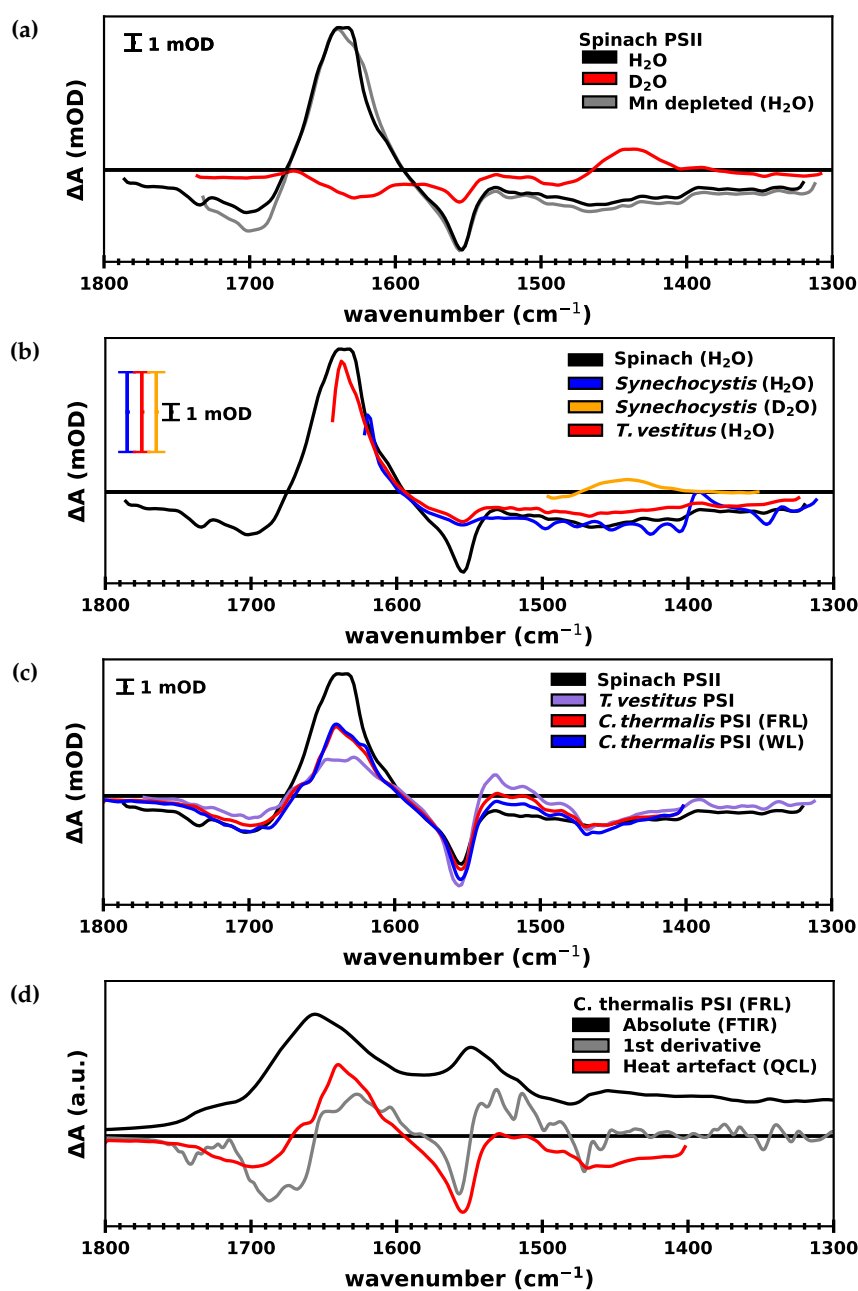 (a)
1 mOD
Spinach PSII
H₂O
D₂O
Mn depleted (H₂O)
ΔA (mOD)
1800 1700 1600 1500 1400 1300
wavenumber (cm⁻¹)
(b)
1 mOD
Spinach (H₂O)
Synechocystis (H₂O)
Synechocystis (D₂O)
T. vestitus (H₂O)
ΔA (mOD)
1800 1700 1600 1500 1400 1300
wavenumber (cm⁻¹)
(c)
1 mOD
Spinach PSII
T. vestitus PSI
C. thermalis PSI (FRL)
C. thermalis PSI (WL)
ΔA (mOD)
1800 1700 1600 1500 1400 1300
wavenumber (cm⁻¹)
(d)
C. thermalis PSI (FRL)
Absolute (FTIR)
1st derivative
Heat artefact (QCL)
ΔA (a.u.)
1800 1700 1600 1500 1400 1300
wavenumber (cm⁻¹)